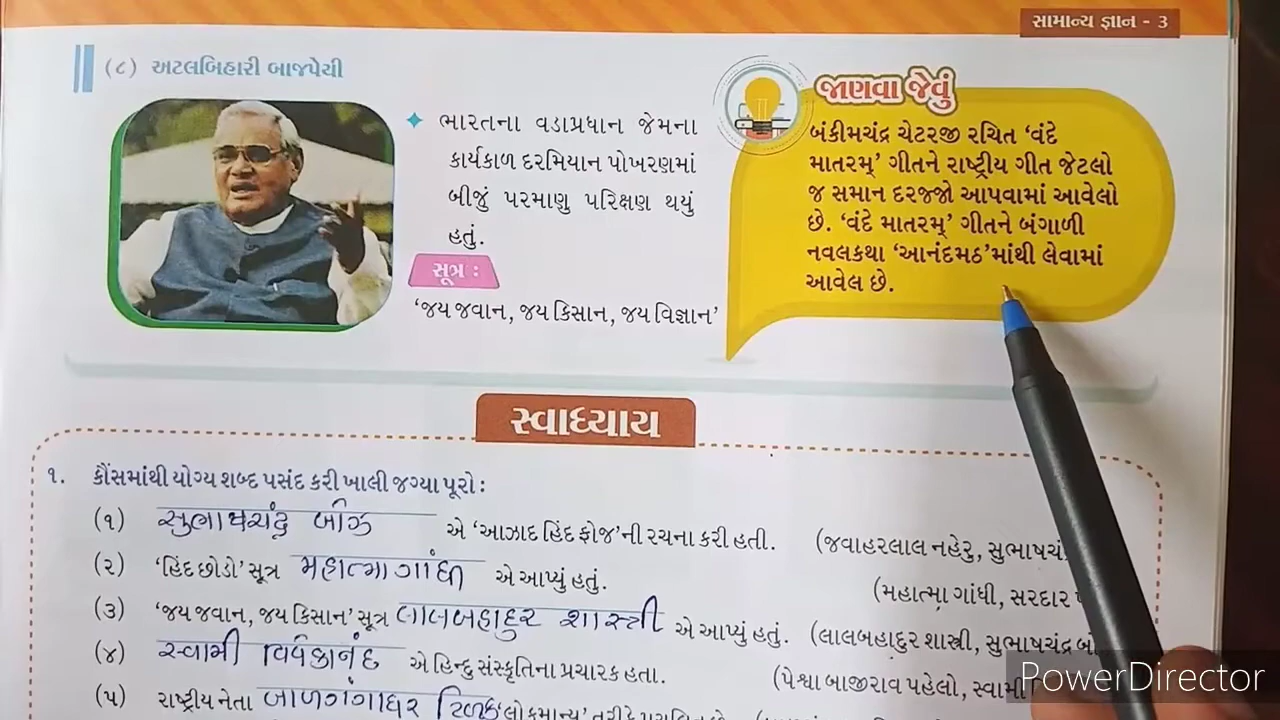 સામાન્ય જ્ઞાન - 3
(૮) અટલબિહારી બાજપેયી
✦ ભારતના વડાપ્રધાન જેમના
કાર્યકાળ દરમિયાન પોખરણમાં
બીજું પરમાણુ પરિક્ષણ થયું
હતું.
સૂત્ર :
‘જય જવાન, જય કિસાન, જય વિજ્ઞાન’
જાણવા જેવું
બંકીમચંદ્ર ચેટરજી રચિત ‘વંદે
માતરમ્’ ગીતને રાષ્ટ્રીય ગીત જેટલો
જ સમાન દરજ્જો આપવામાં આવેલો
છે. ‘વંદે માતરમ્’ ગીતને બંગાળી
નવલકથા ‘આનંદમઠ’માંથી લેવામાં
આવેલ છે.
સ્વાધ્યાય
૧. કૌંસમાંથી યોગ્ય શબ્દ પસંદ કરી ખાલી જગ્યા પૂરો :
(૧) સુભાષચંદ્ર બોઝ એ ‘આઝાદ હિંદ ફોજ’ની રચના કરી હતી. (જવાહરલાલ નહેરુ,
(૨) ‘હિંદ છોડો’ સૂત્ર મહાત્મા ગાંધી એ આપ્યું હતું. (મહાત્મા ગાંધી, સરદાર
(૩) ‘જય જવાન, જય કિસાન’ સૂત્ર લાલબહાદુર શાસ્ત્રી એ આપ્યું હતું. (લાલબહાદુર શાસ્ત્રી,
(૪) સ્વામી વિવેકાનંદ એ હિન્દુ સંસ્કૃતિના પ્રચારક હતા. (પેશ્વા બાજીરાવ પહેલો,
(૫) રાષ્ટ્રીય નેતા બાળગંગાધર ટિળક ‘લોકમાન્ય’
PowerDirector